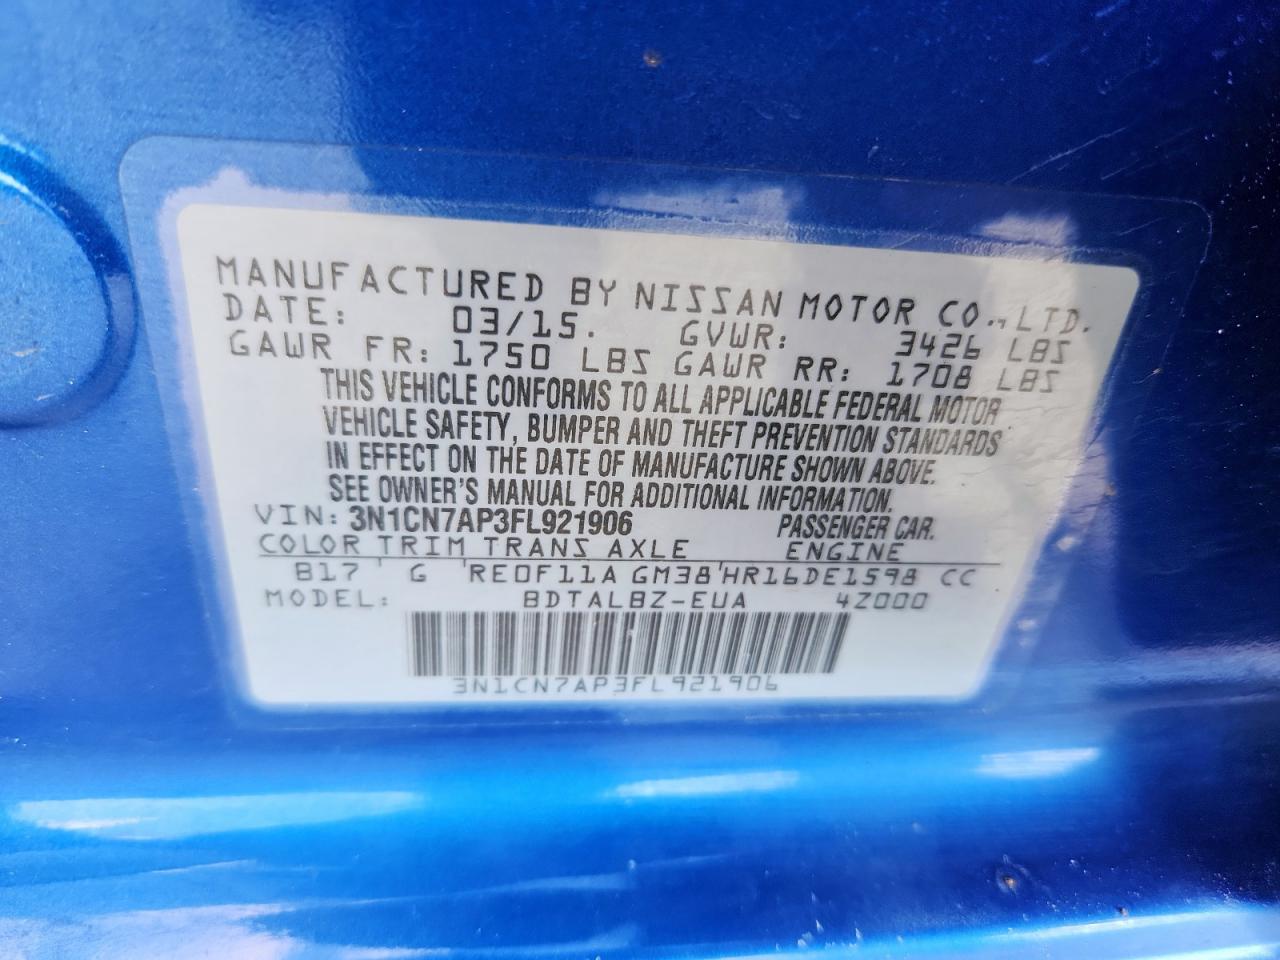 MANUFACTURED BY NISSAN MOTOR CO., LTD.
DATE: 03/15. GVWR: 3426 LBS
GAWR FR: 1750 LBS GAWR RR: 1708 LBS
THIS VEHICLE CONFORMS TO ALL APPLICABLE FEDERAL MOTOR
VEHICLE SAFETY, BUMPER AND THEFT PREVENTION STANDARDS
IN EFFECT ON THE DATE OF MANUFACTURE SHOWN ABOVE.
SEE OWNER'S MANUAL FOR ADDITIONAL INFORMATION.
VIN: 3N1CN7AP3FL921906 PASSENGER CAR.
COLOR TRIM TRANS AXLE ENGINE
B17 G RE0F11A GM38 HR16DE1598 CC
MODEL: BDTALBZ-EUA 4Z000
3N1CN7AP3FL921906